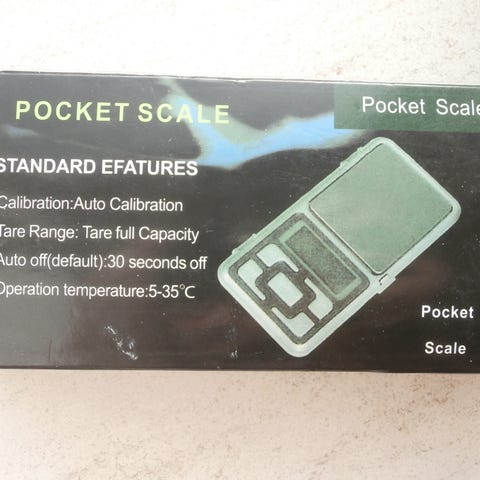 POCKET SCALE
Pocket Scale
STANDARD EFATURES
Calibration:Auto Calibration
Tare Range: Tare full Capacity
Auto off(default):30 seconds off
Operation temperature:5-35°C
Pocket
Scale